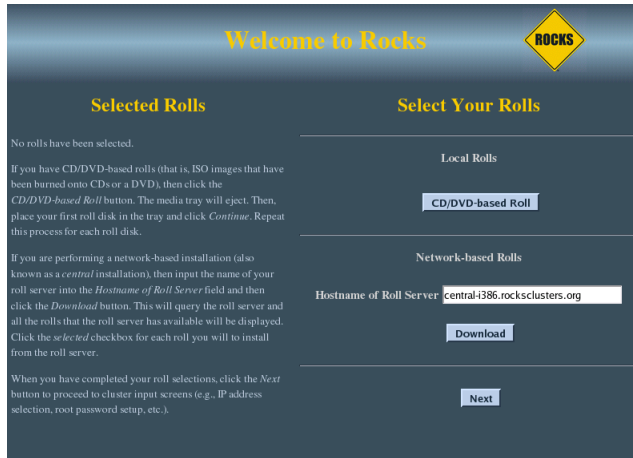 Welcome to Rocks
ROCKS
Selected Rolls
No rolls have been selected.
If you have CD/DVD-based rolls (that is, ISO images that have
been burned onto CDs or a DVD), then click the
CD/DVD-based Roll button. The media tray will eject. Then,
place your first roll disk in the tray and click Continue. Repeat
this process for each roll disk.
If you are performing a network-based installation (also
known as a central installation), then input the name of your
roll server into the Hostname of Roll Server field and then
click the Download button. This will query the roll server and
all the rolls that the roll server has available will be displayed.
Click the selected checkbox for each roll you will to install
from the roll server.
When you have completed your roll selections, click the Next
button to proceed to cluster input screens (e.g., IP address
selection, root password setup, etc.).
Select Your Rolls
Local Rolls
CD/DVD-based Roll
Network-based Rolls
Hostname of Roll Server central-i386.rocksclusters.org
Download
Next